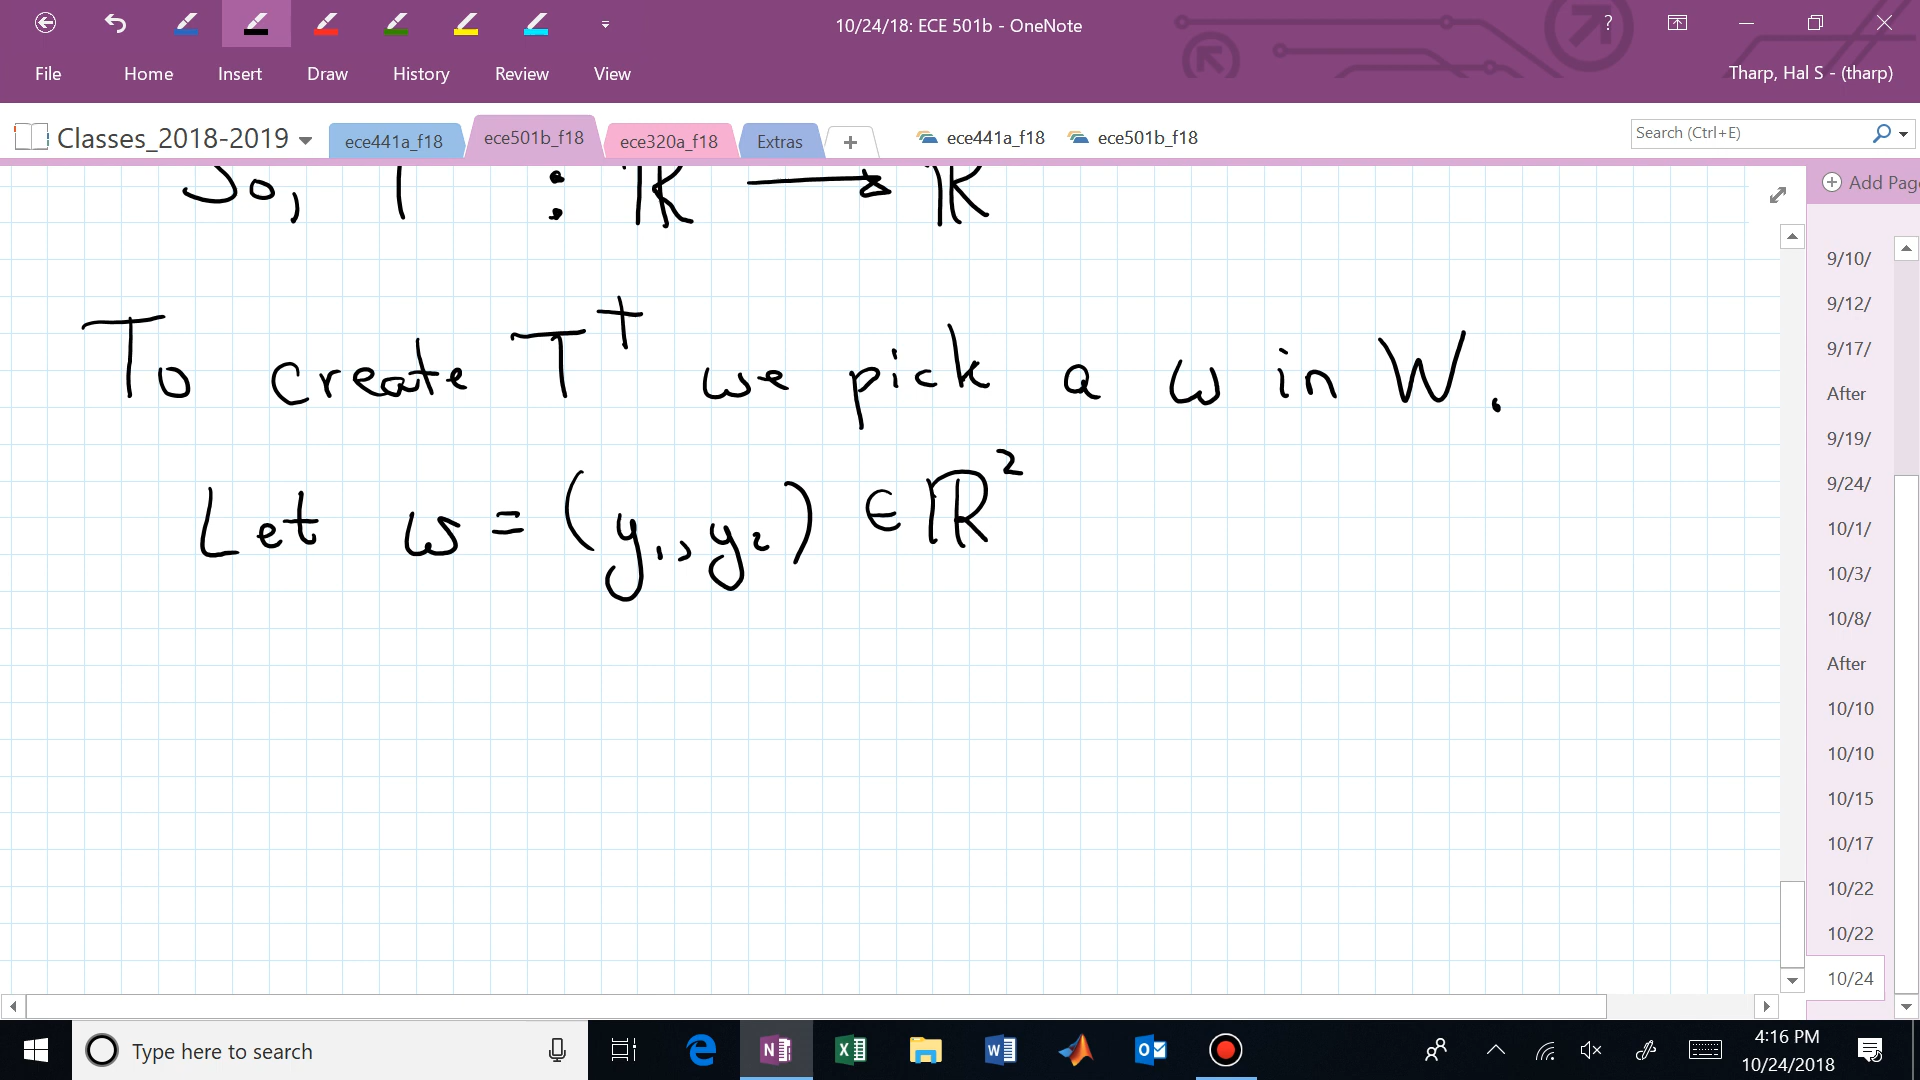 10/24/18: ECE 501b - OneNote
?
File Home Insert Draw History Review View
Tharp, Hal S - (tharp)
Classes_2018-2019 ece441a_f18 ece501b_f18 ece320a_f18 Extras + ece441a_f18 ece501b_f18
Search (Ctrl+E)
Add Pag
So, T : ℝ → ℝ
To create T† we pick a w in W.
Let w = (y₁, y₂) ∈ ℝ²
9/10/
9/12/
9/17/
After
9/19/
9/24/
10/1/
10/3/
10/8/
After
10/10
10/10
10/15
10/17
10/22
10/22
10/24
Type here to search
4:16 PM
10/24/2018